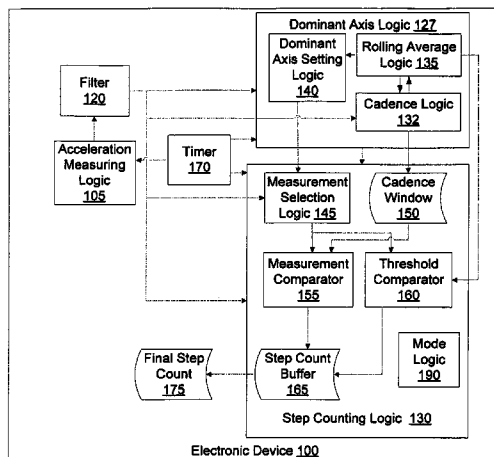 Dominant Axis Logic 127
Dominant
Axis Setting
Logic
140
Rolling Average
Logic 135
Cadence Logic
132
Filter
120
Acceleration
Measuring
Logic
105
Timer
170
Measurement
Selection
Logic 145
Cadence
Window
150
Measurement
Comparator
155
Threshold
Comparator
160
Final Step
Count
175
Step Count
Buffer
165
Mode
Logic
190
Step Counting Logic 130
Electronic Device 100